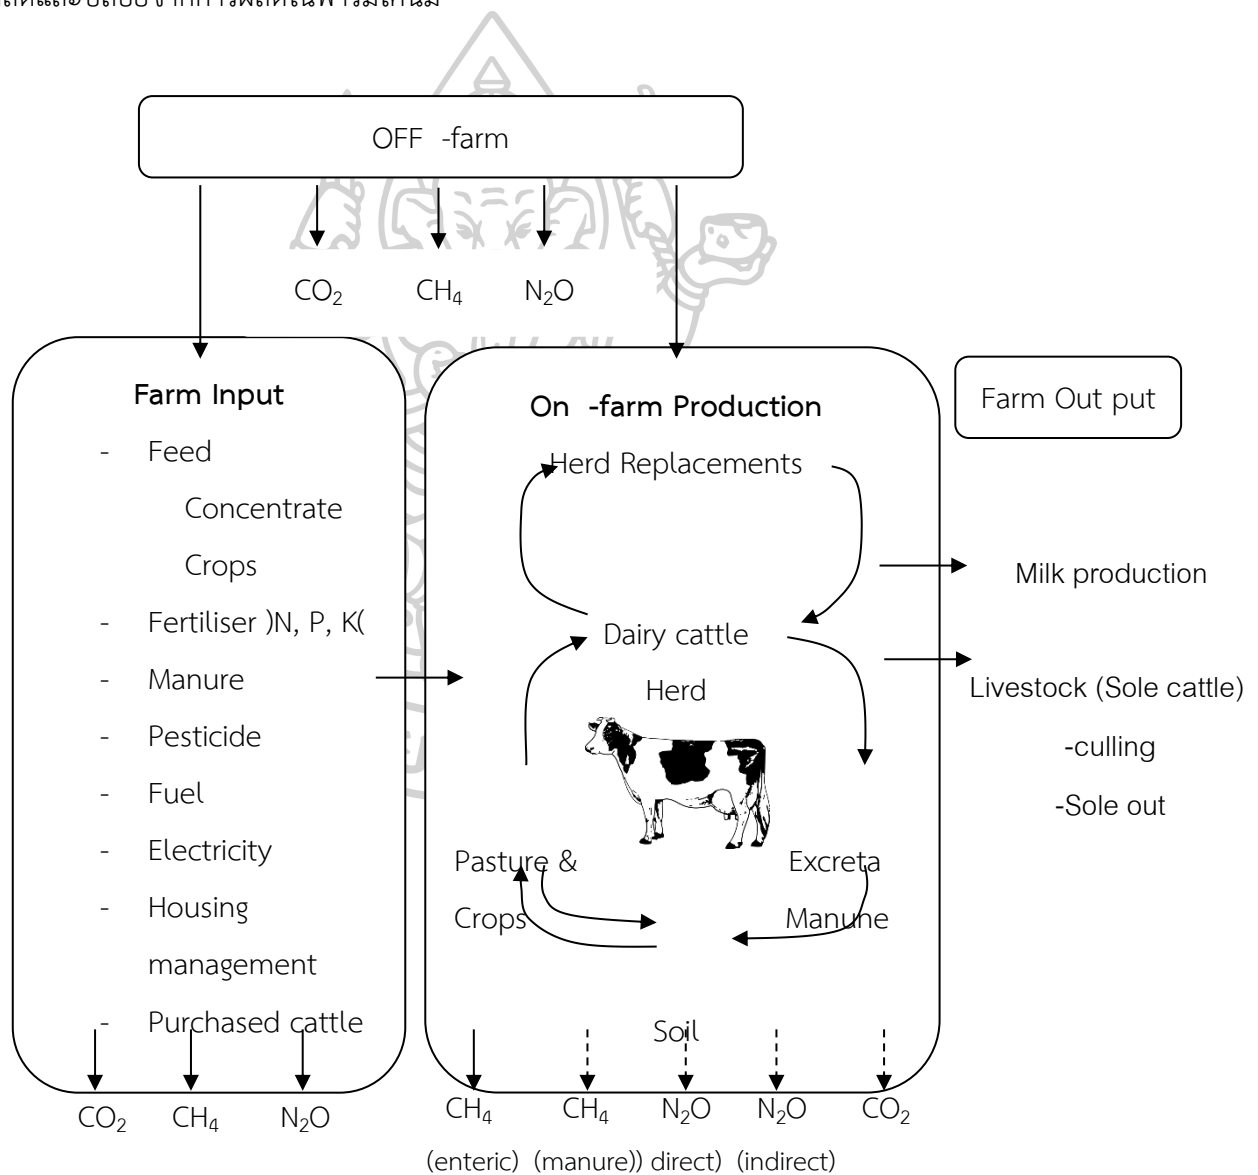 OFF -farm
CO2 CH4 N2O
Farm Input
- Feed
Concentrate
Crops
- Fertiliser )N, P, K(
- Manure
- Pesticide
- Fuel
- Electricity
- Housing
management
- Purchased cattle
CO2 CH4 N2O
On -farm Production
Herd Replacements
Dairy cattle
Herd
Pasture &
Crops
Excreta
Manune
Soil
CH4 CH4 N2O N2O CO2
(enteric) (manure)) direct) (indirect)
Farm Out put
Milk production
Livestock (Sole cattle)
-culling
-Sole out